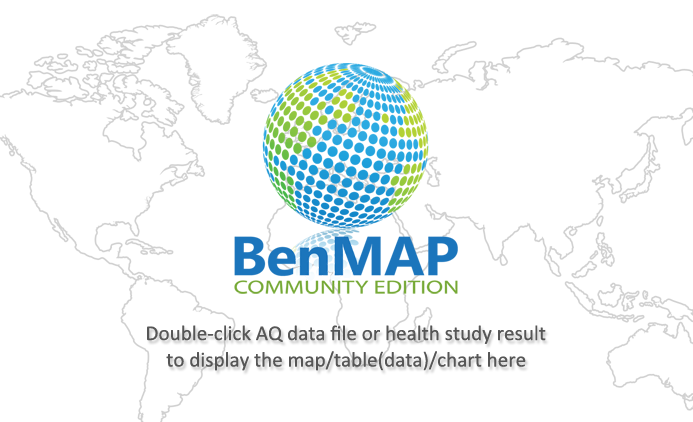 BenMAP
COMMUNITY EDITION
Double-click AQ data file or health study result
to display the map/table(data)/chart here